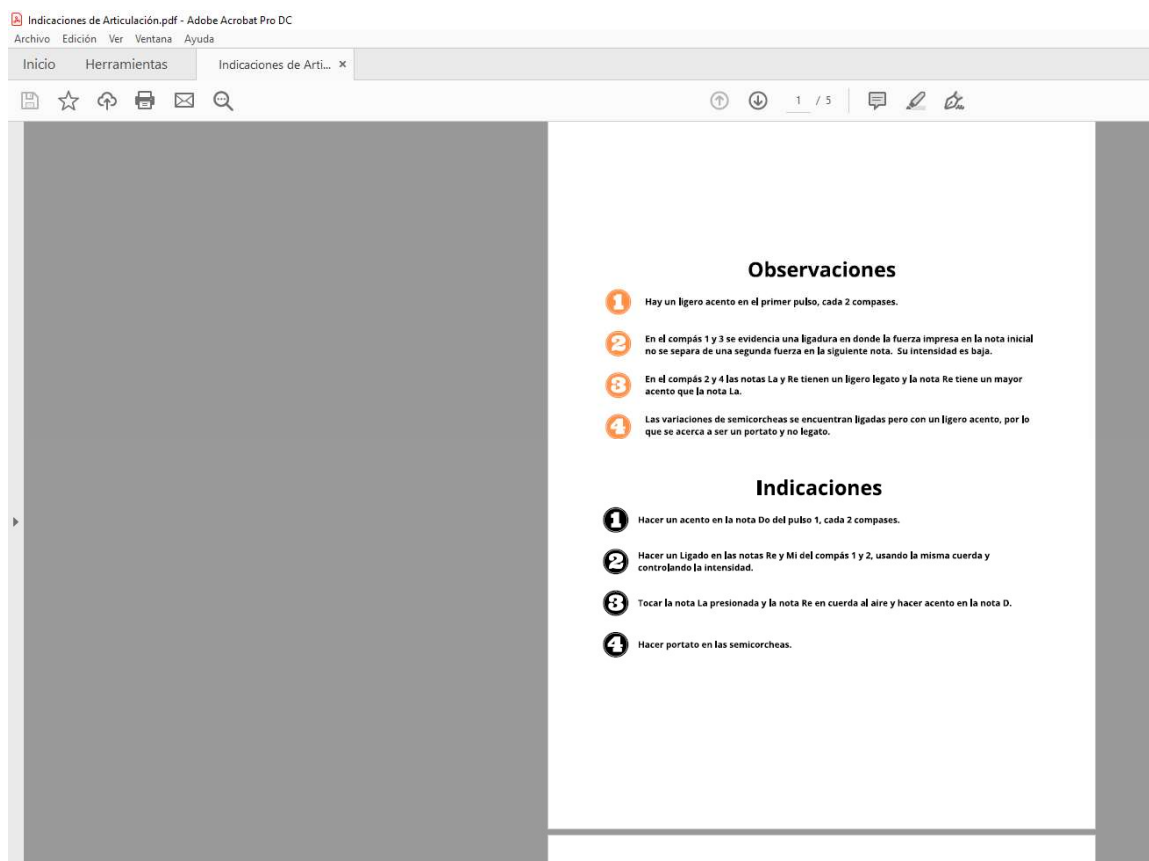 Indicaciones de Articulación.pdf - Adobe Acrobat Pro DC
Archivo Edición Ver Ventana Ayuda
Inicio Herramientas Indicaciones de Arti... ×
1 / 5
Observaciones
1 Hay un ligero acento en el primer pulso, cada 2 compases.
2 En el compás 1 y 3 se evidencia una ligadura en donde la fuerza impresa en la nota inicial
no se separa de una segunda fuerza en la siguiente nota. Su intensidad es baja.
3 En el compás 2 y 4 las notas La y Re tienen un ligero legato y la nota Re tiene un mayor
acento que la nota La.
4 Las variaciones de semicorcheas se encuentran ligadas pero con un ligero acento, por lo
que se acerca a ser un portato y no legato.
Indicaciones
1 Hacer un acento en la nota Do del pulso 1, cada 2 compases.
2 Hacer un Ligado en las notas Re y Mi del compás 1 y 2, usando la misma cuerda y
controlando la intensidad.
3 Tocar la nota La presionada y la nota Re en cuerda al aire y hacer acento en la nota D.
4 Hacer portato en las semicorcheas.